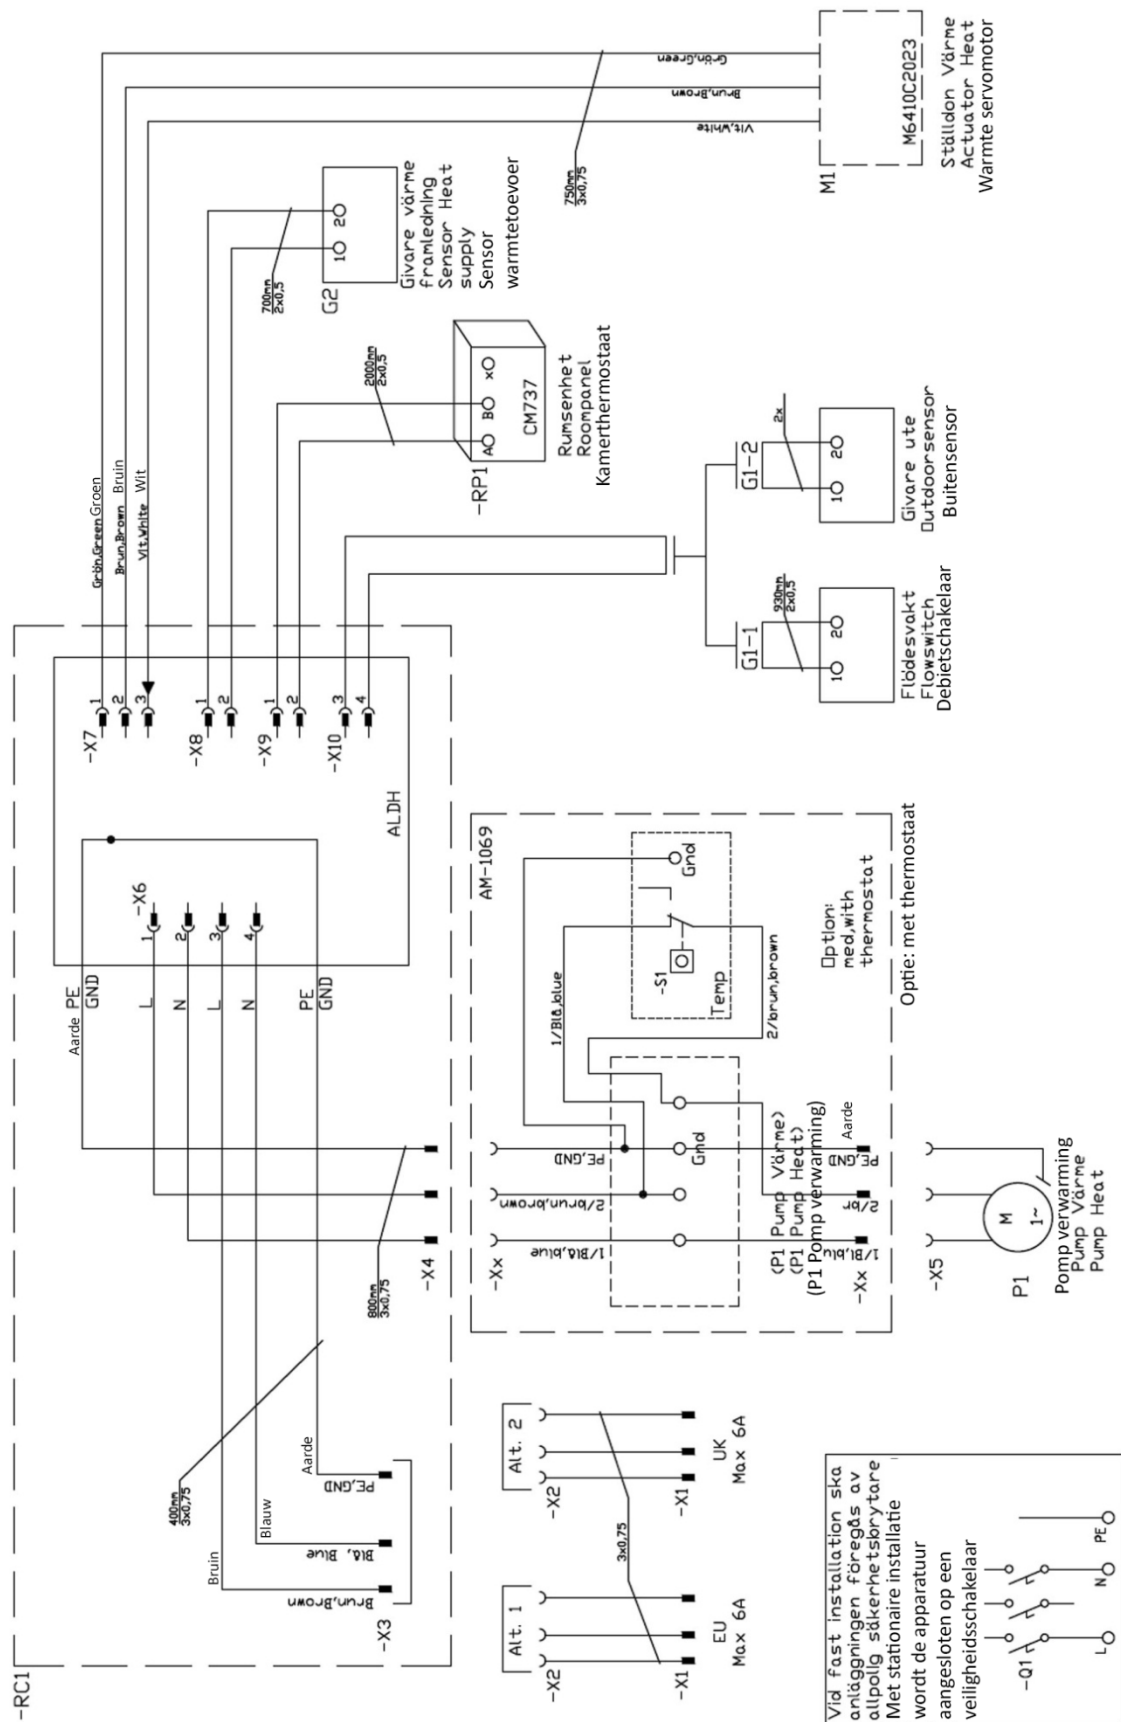 -RC1
-X3
Brun,Brown
Blå, Blue
PE,GND
Bruin
Blauw
Aarde
400mm
3x0,75
Aarde
PE
GND
L
N
L
N
PE
GND
-X6
1
2
3
4
ALDH
-X7
1
2
3
-X8
1
2
-X9
1
2
-X10
3
4
Grön,Green Groen
Brun,Brown Bruin
Vit,White Wit
Grön,Green
Brun,Brown
Vit,White
750mm
3x0,75
M1
M6410C2023
Ställdon Värme
Actuator Heat
Warmte servomotor
700mm
2x0,5
G2
1
2
Givare värme
framledning
Sensor Heat
supply
Sensor
warmtetoevoer
2000mm
2x0,5
-RP1
A
B
x
CM737
Rumsenhet
Roompanel
Kamerthermostaat
G1-1
930mm
2x0,5
1
2
Flödesvakt
Flowswitch
Debietschakelaar
G1-2
2x
1
2
Givare ute
Outdoorsensor
Buitensensor
800mm
3x0,75
-X4
AM-1069
-Xx
1/Blå,blue
2/brun,brown
PE,GND
Gnd
1/Blå,blue
2/brun,brown
-S1
Temp
Gnd
Option:
med,with
thermostat
Optie: met thermostaat
(P1 Pump Värme)
(P1 Pump Heat)
(P1 Pomp verwarming)
Aarde
-Xx
1/Bl,blu
2/br
PE,GND
-X5
M
1~
P1
Pomp verwarming
Pump Värme
Pump Heat
Alt. 1
-X2
-X1
EU
Max 6A
3x0,75
Alt. 2
-X2
-X1
UK
Max 6A
Vid fast installation ska
anläggningen föregås av
allpolig säkerhetsbrytare
Met stationaire installatie
wordt de apparatuur
aangesloten op een
veiligheidsschakelaar
-Q1
L
N
PE